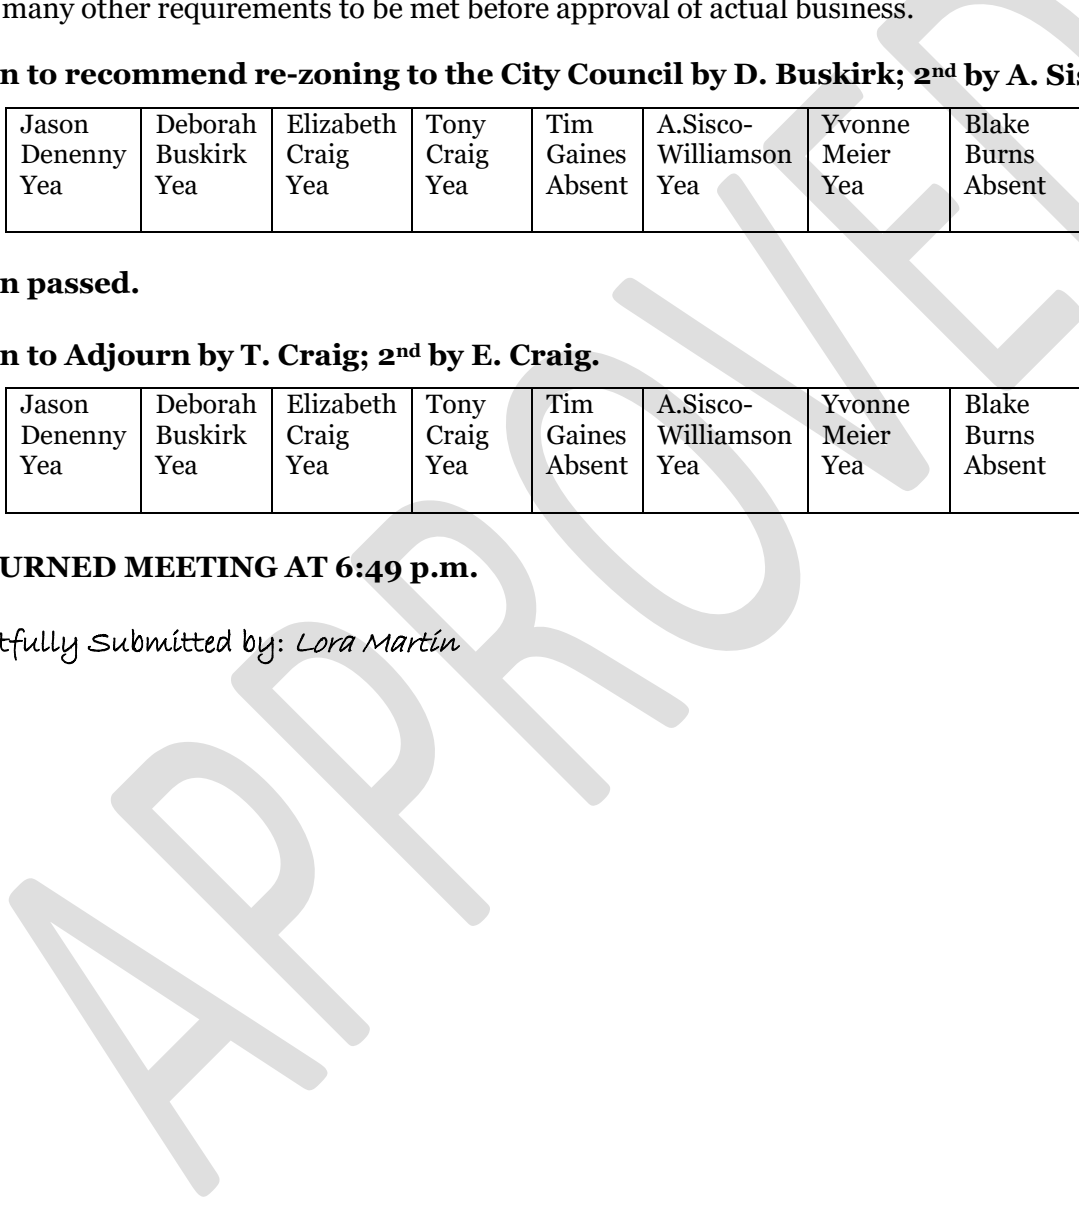 many other requirements to be met before approval of actual business.
n to recommend re-zoning to the City Council by D. Buskirk; 2nd by A. Sis
Jason Denenny Yea Deborah Buskirk Yea Elizabeth Craig Yea Tony Craig Yea Tim Gaines Absent A.Sisco-Williamson Yea Yvonne Meier Yea Blake Burns Absent
n passed.
n to Adjourn by T. Craig; 2nd by E. Craig.
Jason Denenny Yea Deborah Buskirk Yea Elizabeth Craig Yea Tony Craig Yea Tim Gaines Absent A.Sisco-Williamson Yea Yvonne Meier Yea Blake Burns Absent
URNED MEETING AT 6:49 p.m.
tfully Submitted by: Lora Martin
APPROVED